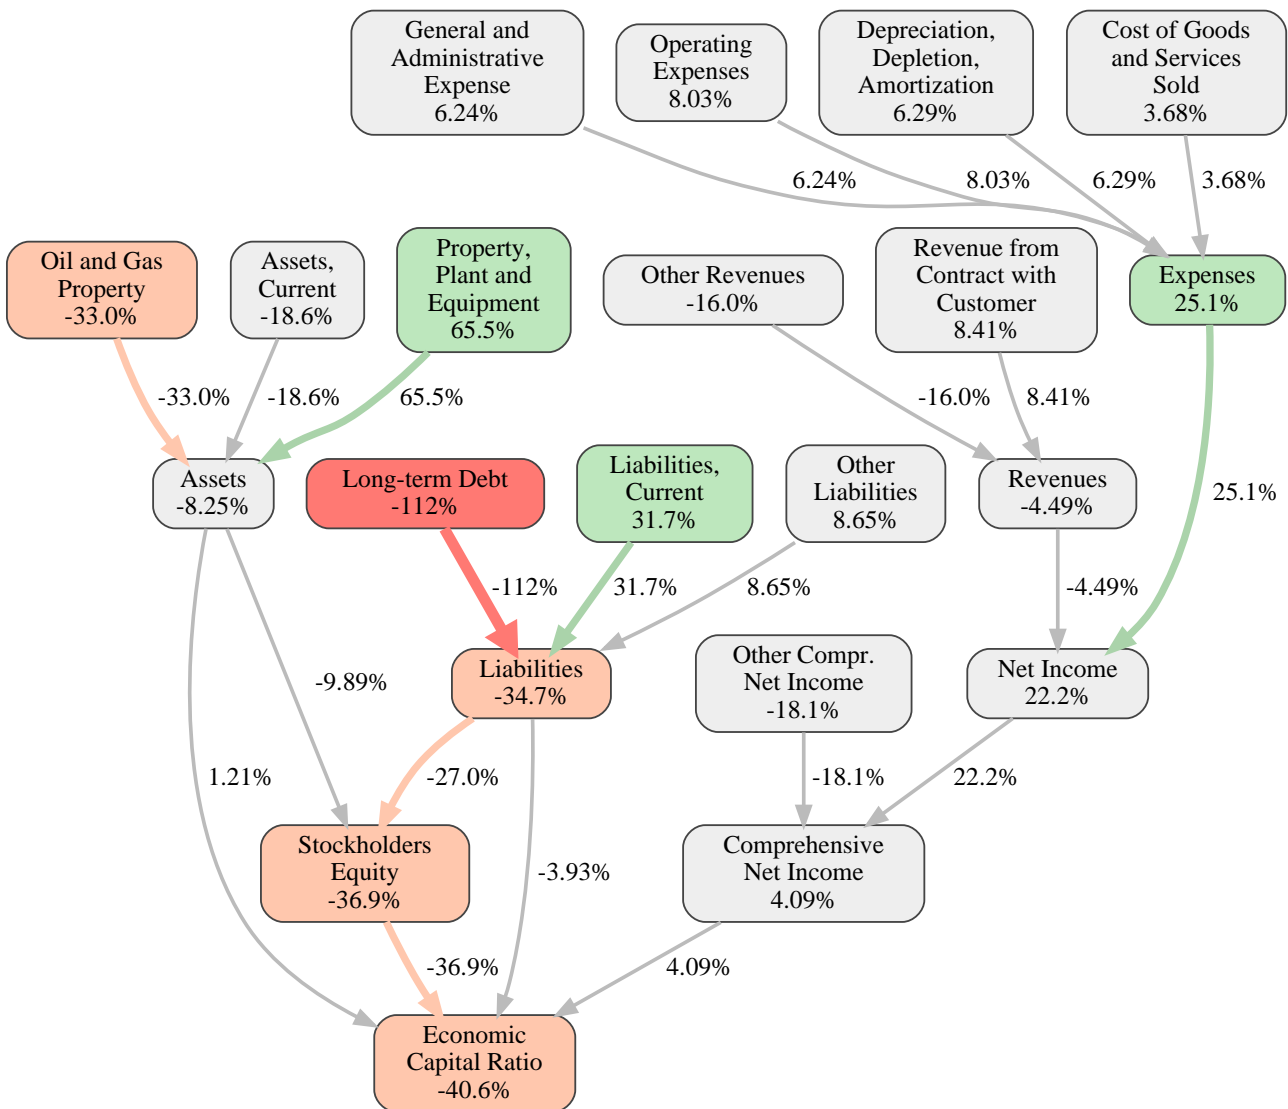 General and
Administrative
Expense
6.24%
Operating
Expenses
8.03%
Depreciation,
Depletion,
Amortization
6.29%
Cost of Goods
and Services
Sold
3.68%
6.24%
8.03%
6.29%
3.68%
Oil and Gas
Property
-33.0%
Assets,
Current
-18.6%
Property,
Plant and
Equipment
65.5%
Other Revenues
-16.0%
Revenue from
Contract with
Customer
8.41%
Expenses
25.1%
-33.0%
-18.6%
65.5%
-16.0%
8.41%
Assets
-8.25%
Long-term Debt
-112%
Liabilities,
Current
31.7%
Other
Liabilities
8.65%
Revenues
-4.49%
25.1%
-112%
31.7%
8.65%
-4.49%
-9.89%
Liabilities
-34.7%
Other Compr.
Net Income
-18.1%
Net Income
22.2%
1.21%
-27.0%
-18.1%
22.2%
Stockholders
Equity
-36.9%
-3.93%
Comprehensive
Net Income
4.09%
-36.9%
4.09%
Economic
Capital Ratio
-40.6%